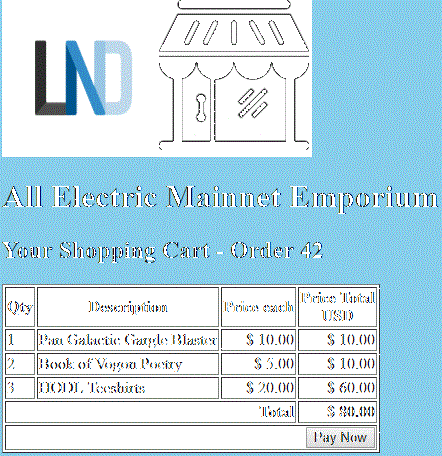 LND
All Electric Mainnet Emporium
Your Shopping Cart - Order 42
Qty Description Price each Price Total USD
1 Pan Galactic Gargle Blaster $ 10.00 $ 10.00
2 Book of Vogon Poetry $ 5.00 $ 10.00
3 HODL Teeshirts $ 20.00 $ 60.00
Total $ 80.00
Pay Now